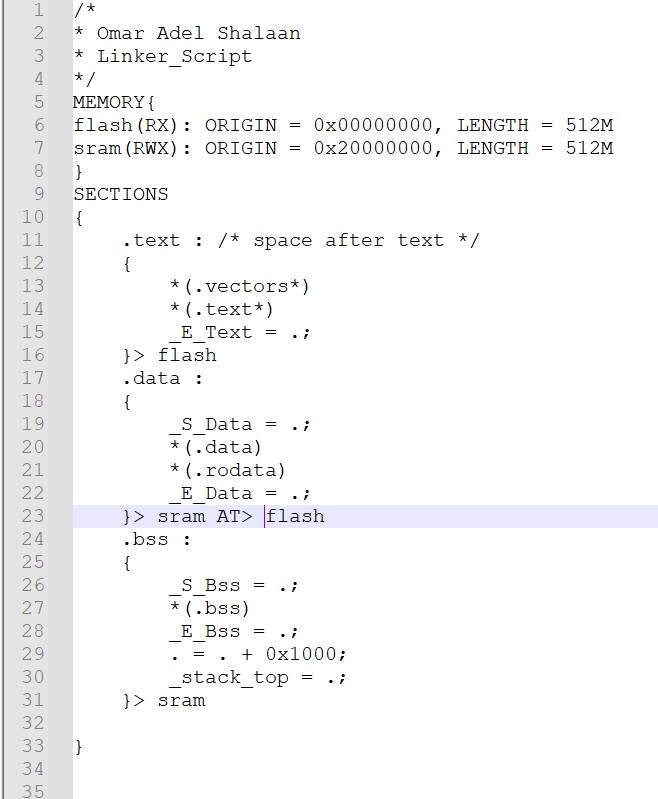 1 /*
2 * Omar Adel Shalaan
3 * Linker_Script
4 */
5 MEMORY{
6 flash(RX): ORIGIN = 0x00000000, LENGTH = 512M
7 sram(RWX): ORIGIN = 0x20000000, LENGTH = 512M
8 }
9 SECTIONS
10 {
11     .text : /* space after text */
12     {
13         *(.vectors*)
14         *(.text*)
15         _E_Text = .;
16     }> flash
17     .data :
18     {
19         _S_Data = .;
20         *(.data)
21         *(.rodata)
22         _E_Data = .;
23     }> sram AT> flash
24     .bss :
25     {
26         _S_Bss = .;
27         *(.bss)
28         _E_Bss = .;
29         . = . + 0x1000;
30         _stack_top = .;
31     }> sram
32
33 }
34
35